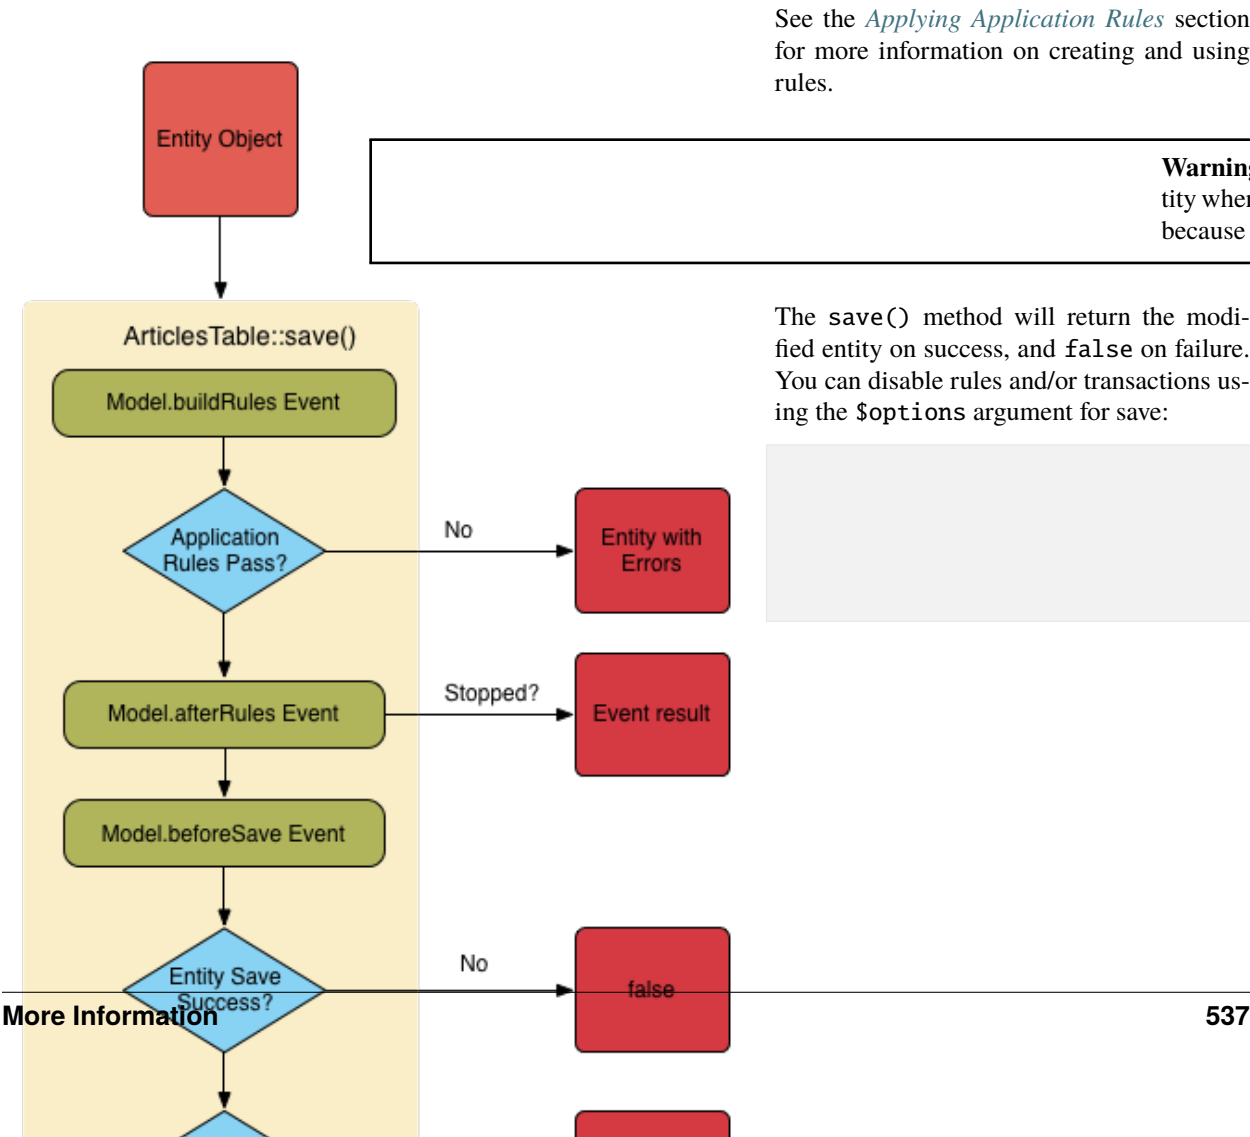 See the Applying Application Rules section
for more information on creating and using
rules.
Entity Object
tity
because
ArticlesTable::save()
The save() method will return the modi-
fied entity on success, and false on failure.
You can disable rules and/or transactions us-
ing the $options argument for save:
Model.buildRules Event
Application
Rules Pass?
No
Entity with
Errors
Model.afterRules Event
Stopped?
Event result
Model.beforeSave Event
Entity Save
Success?
No
false
More Information
537